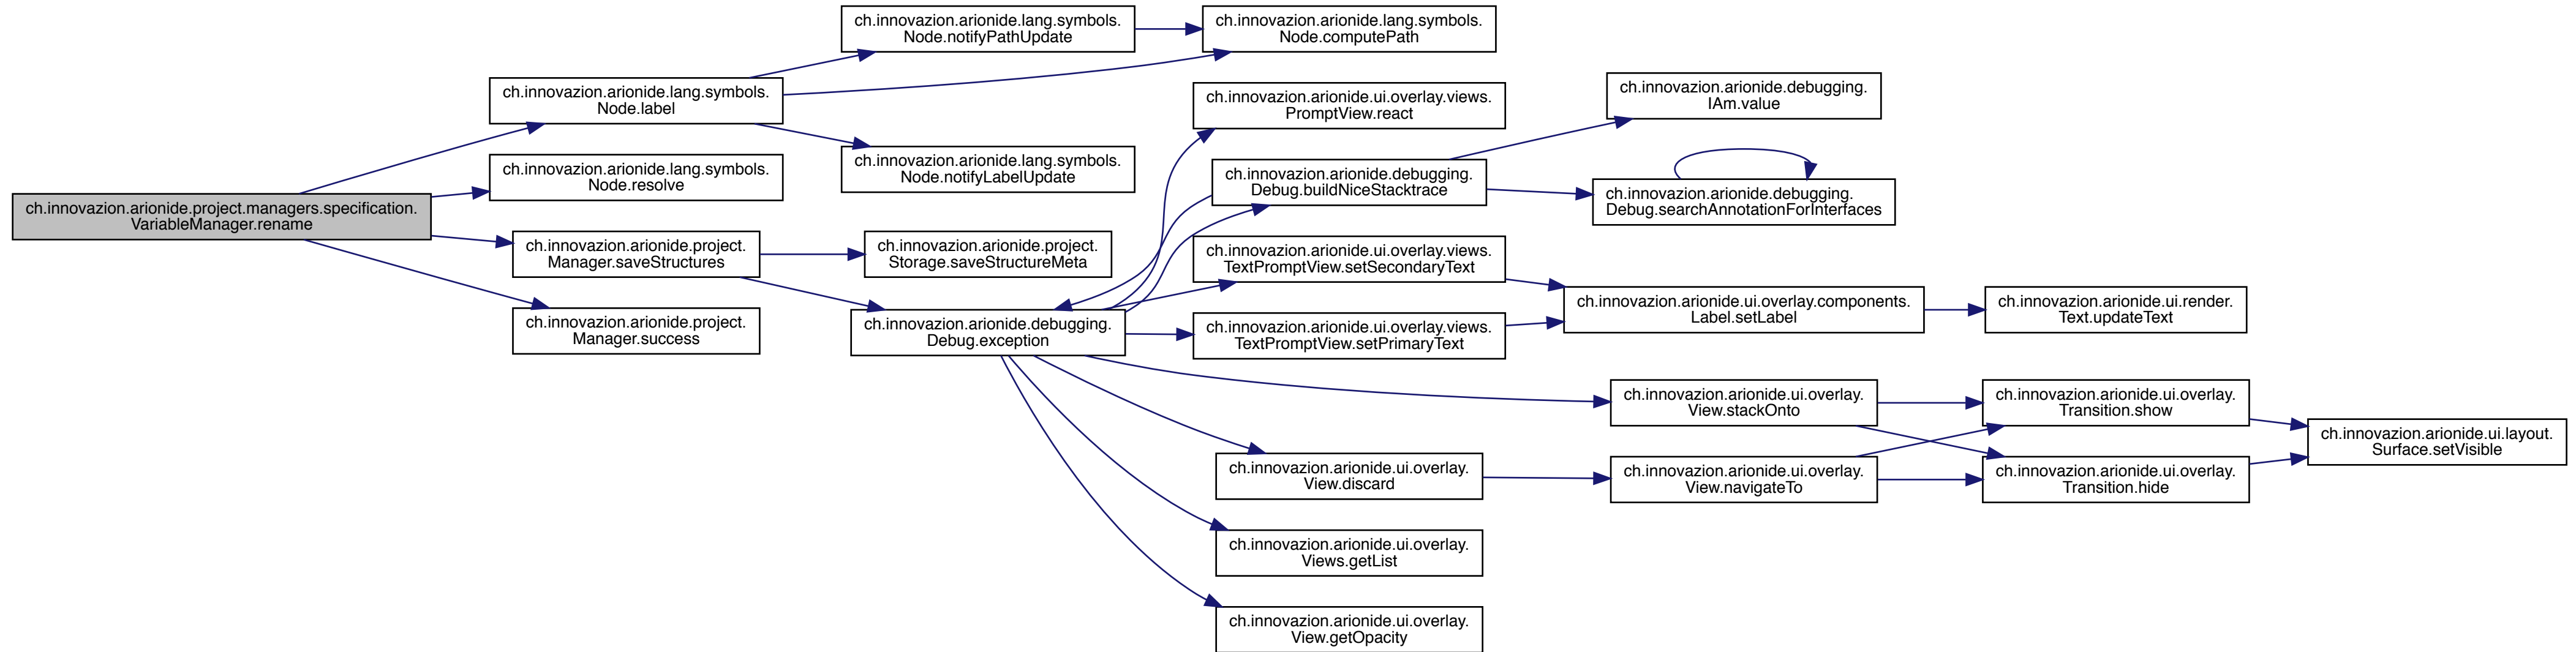 ch.innovazion.arionide.project.managers.specification.
VariableManager.rename
ch.innovazion.arionide.lang.symbols.
Node.label
ch.innovazion.arionide.lang.symbols.
Node.resolve
ch.innovazion.arionide.project.
Manager.saveStructures
ch.innovazion.arionide.project.
Manager.success
ch.innovazion.arionide.lang.symbols.
Node.notifyPathUpdate
ch.innovazion.arionide.lang.symbols.
Node.notifyLabelUpdate
ch.innovazion.arionide.project.
Storage.saveStructureMeta
ch.innovazion.arionide.debugging.
Debug.exception
ch.innovazion.arionide.lang.symbols.
Node.computePath
ch.innovazion.arionide.ui.overlay.views.
PromptView.react
ch.innovazion.arionide.debugging.
Debug.buildNiceStacktrace
ch.innovazion.arionide.ui.overlay.views.
TextPromptView.setSecondaryText
ch.innovazion.arionide.ui.overlay.views.
TextPromptView.setPrimaryText
ch.innovazion.arionide.ui.overlay.
View.discard
ch.innovazion.arionide.ui.overlay.
Views.getList
ch.innovazion.arionide.ui.overlay.
View.getOpacity
ch.innovazion.arionide.debugging.
IAm.value
ch.innovazion.arionide.debugging.
Debug.searchAnnotationForInterfaces
ch.innovazion.arionide.ui.overlay.components.
Label.setLabel
ch.innovazion.arionide.ui.overlay.
View.stackOnto
ch.innovazion.arionide.ui.overlay.
View.navigateTo
ch.innovazion.arionide.ui.render.
Text.updateText
ch.innovazion.arionide.ui.overlay.
Transition.show
ch.innovazion.arionide.ui.overlay.
Transition.hide
ch.innovazion.arionide.ui.layout.
Surface.setVisible